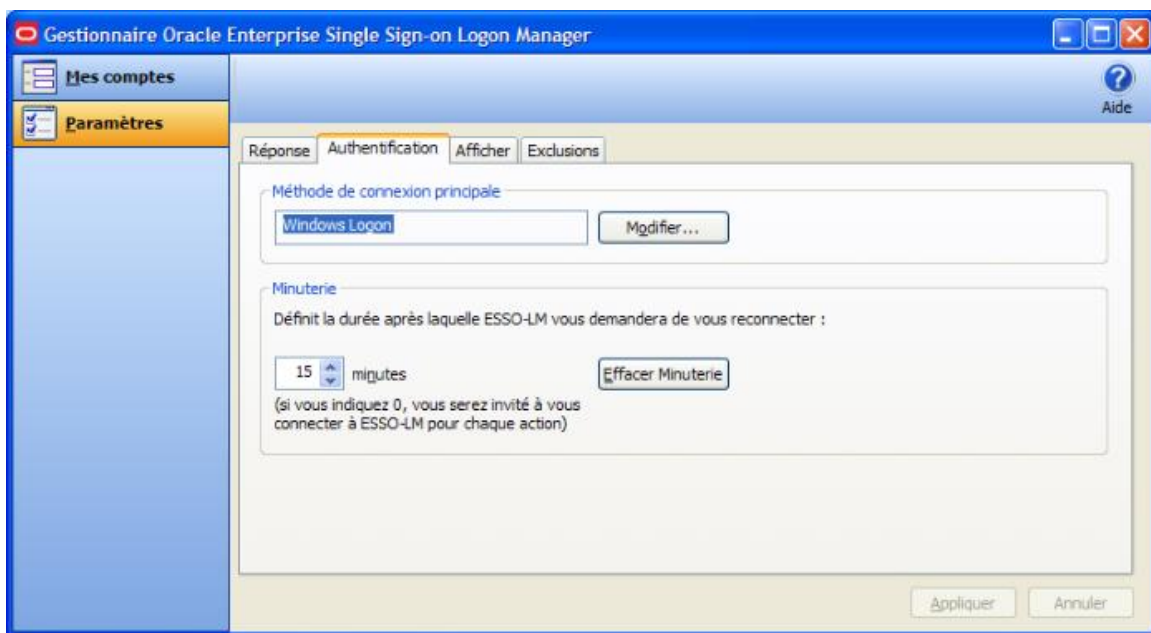 Gestionnaire Oracle Enterprise Single Sign-on Logon Manager
Mes comptes
Paramètres
Aide
Réponse Authentification Afficher Exclusions
Méthode de connexion principale
Windows Logon Modifier...
Minuterie
Définit la durée après laquelle ESSO-LM vous demandera de vous reconnecter :
15 minutes Effacer Minuterie
(si vous indiquez 0, vous serez invité à vous
connecter à ESSO-LM pour chaque action)
Appliquer Annuler